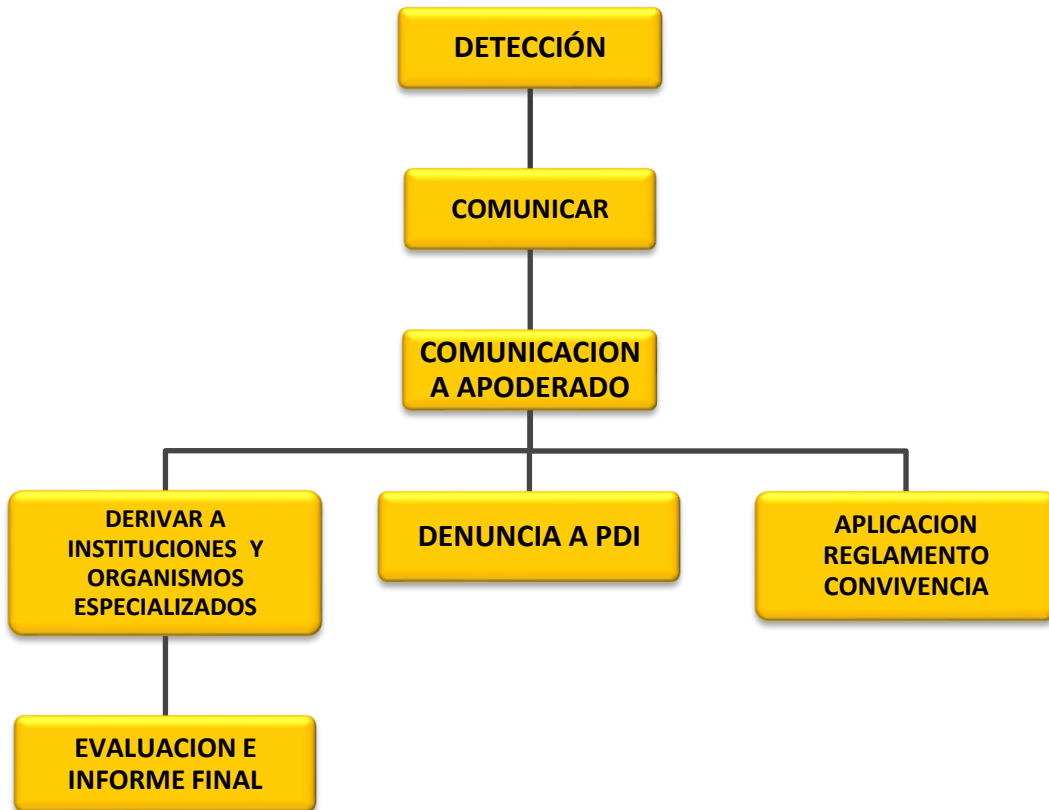 DETECCIÓN
COMUNICAR
COMUNICACION
A APODERADO
DERIVAR A
INSTITUCIONES Y
ORGANISMOS
ESPECIALIZADOS
DENUNCIA A PDI
APLICACION
REGLAMENTO
CONVIVENCIA
EVALUACION E
INFORME FINAL